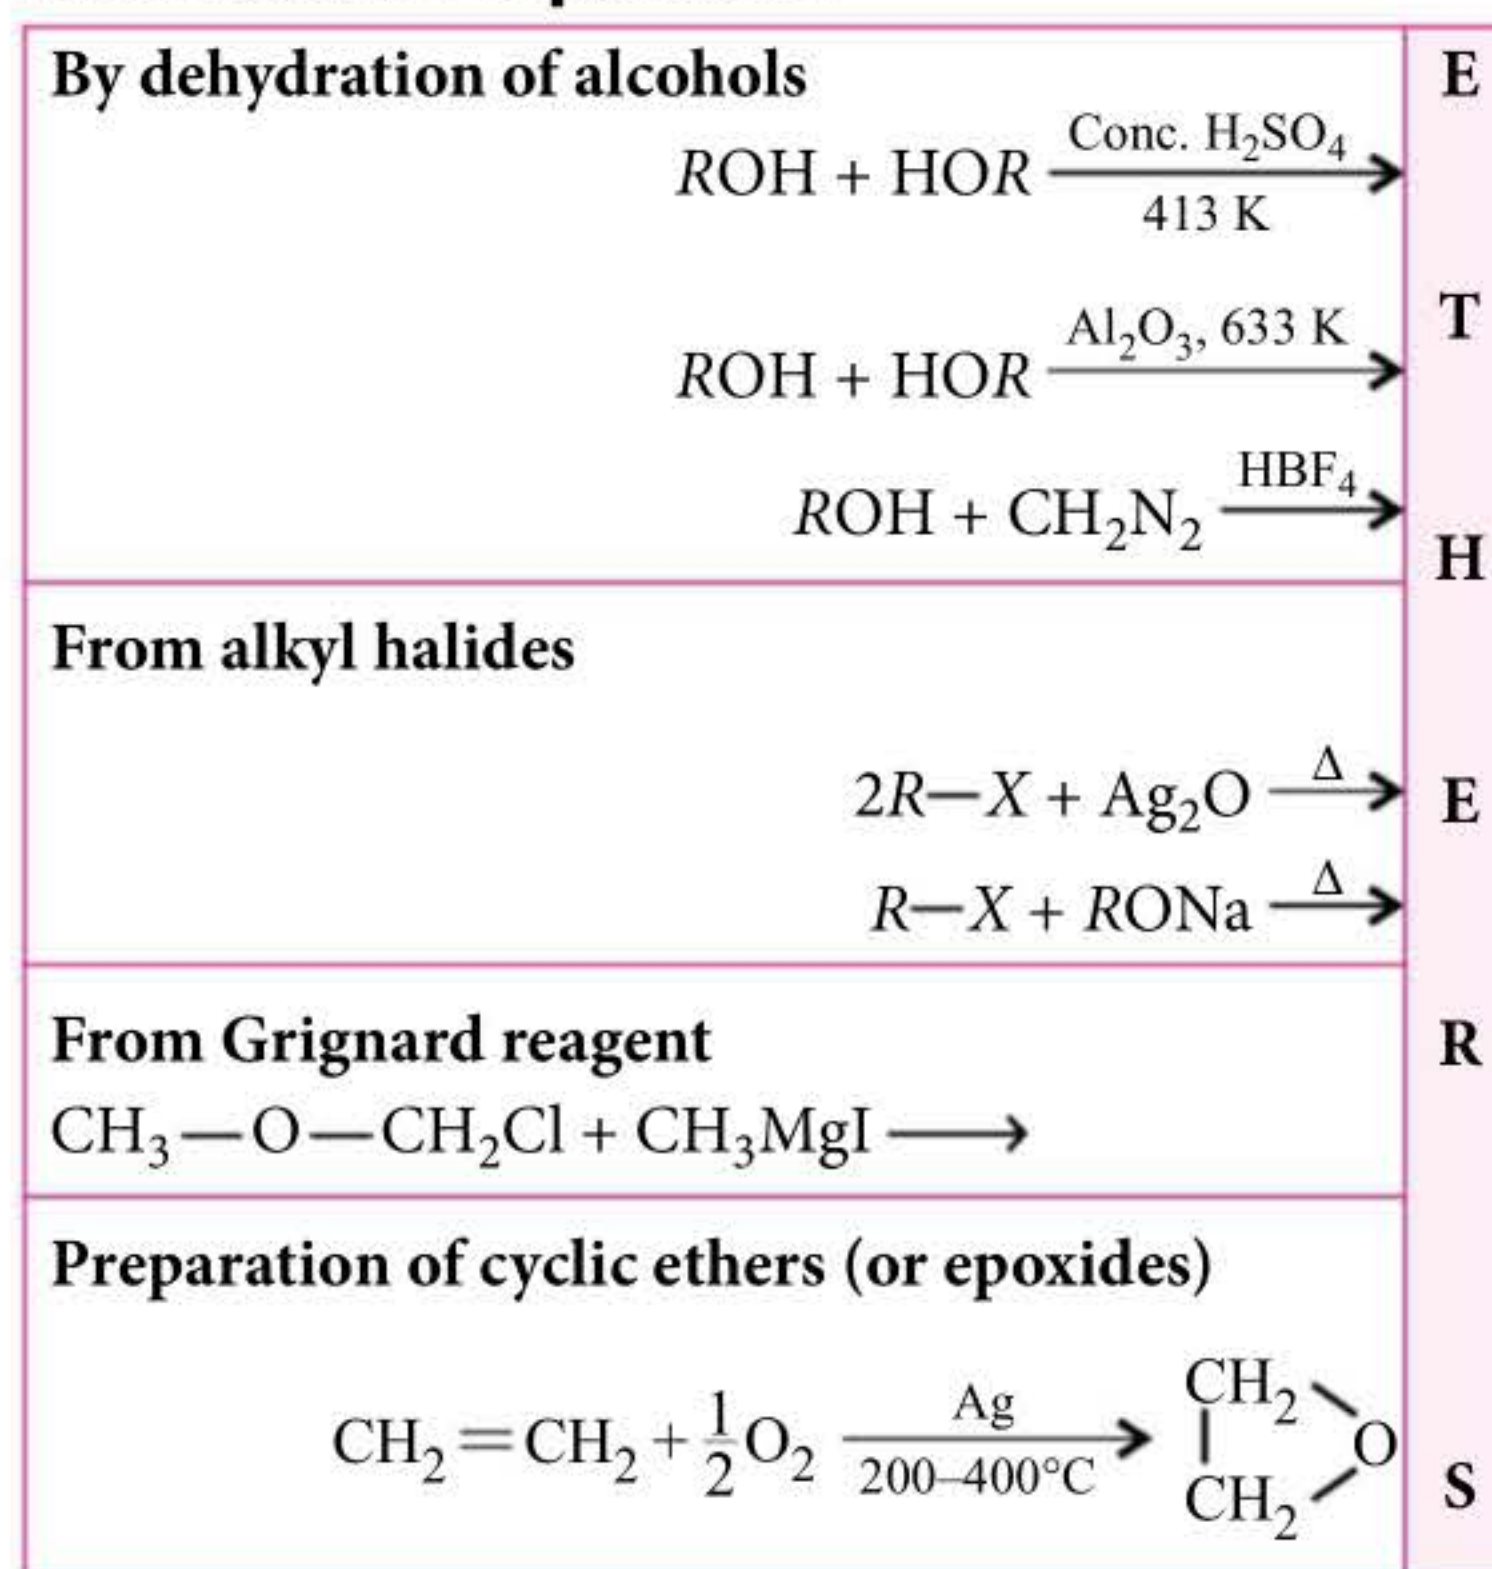 By dehydration of alcohols
ROH + HOR Conc. H₂SO₄ 413 K →
ROH + HOR Al₂O₃, 633 K →
ROH + CH₂N₂ HBF₄ →
From alkyl halides
2R—X + Ag₂O Δ →
R—X + RONa Δ →
From Grignard reagent
CH₃—O—CH₂Cl + CH₃MgI →
Preparation of cyclic ethers (or epoxides)
CH₂=CH₂ + 1/2 O₂ Ag 200–400°C → CH₂ | CH₂ O
E
T
H
E
R
S